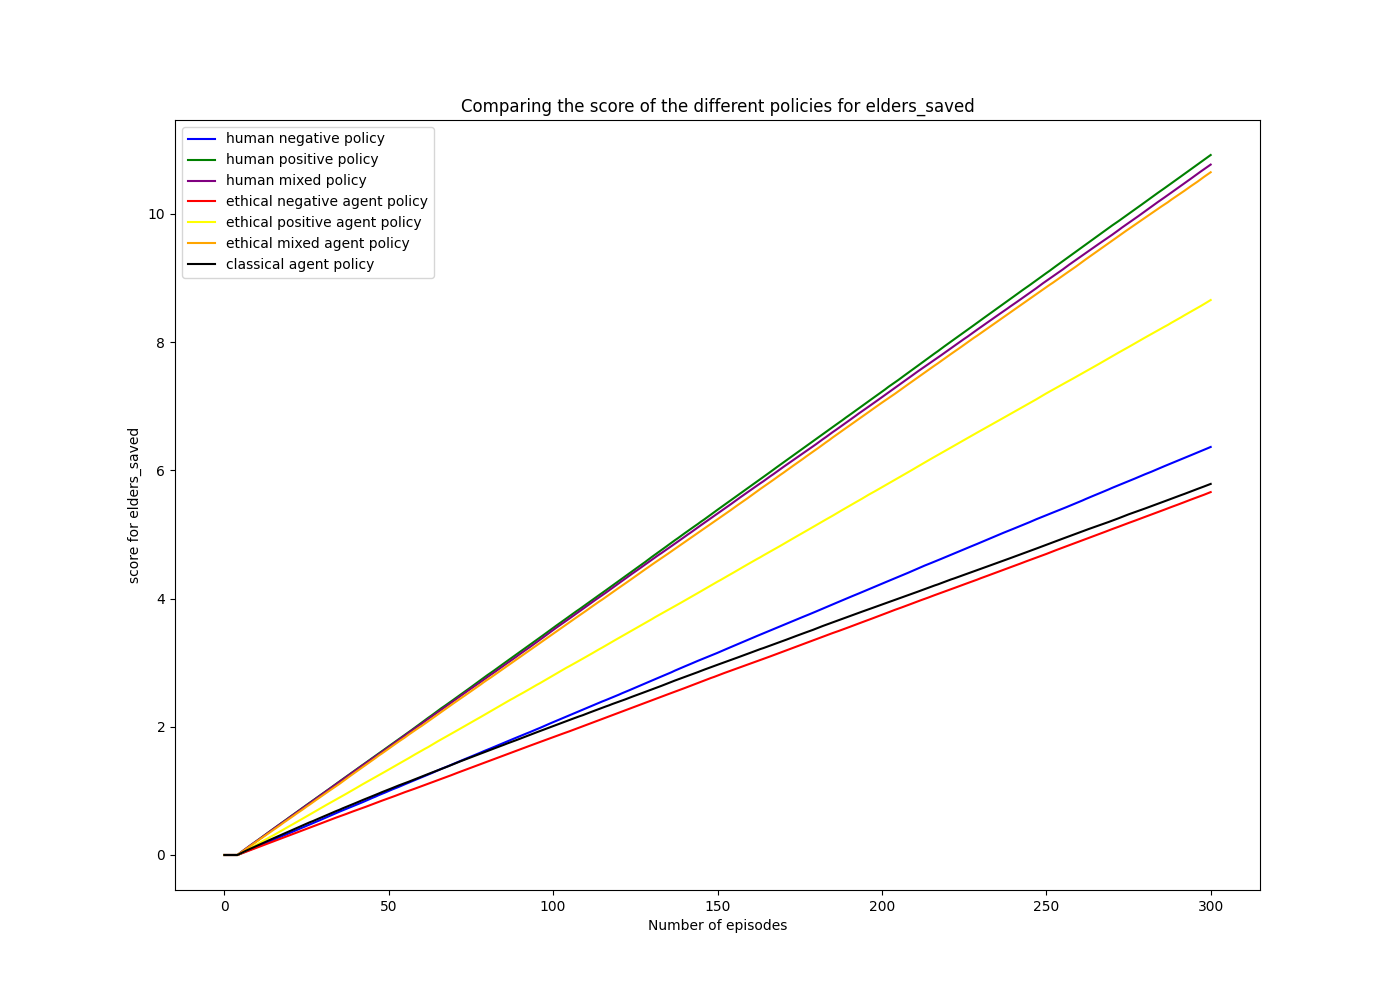 Comparing the score of the different policies for elders_saved
human negative policy
human positive policy
human mixed policy
ethical negative agent policy
ethical positive agent policy
ethical mixed agent policy
classical agent policy
10
8
6
4
2
0
score for elders_saved
0 50 100 150 200 250 300
Number of episodes